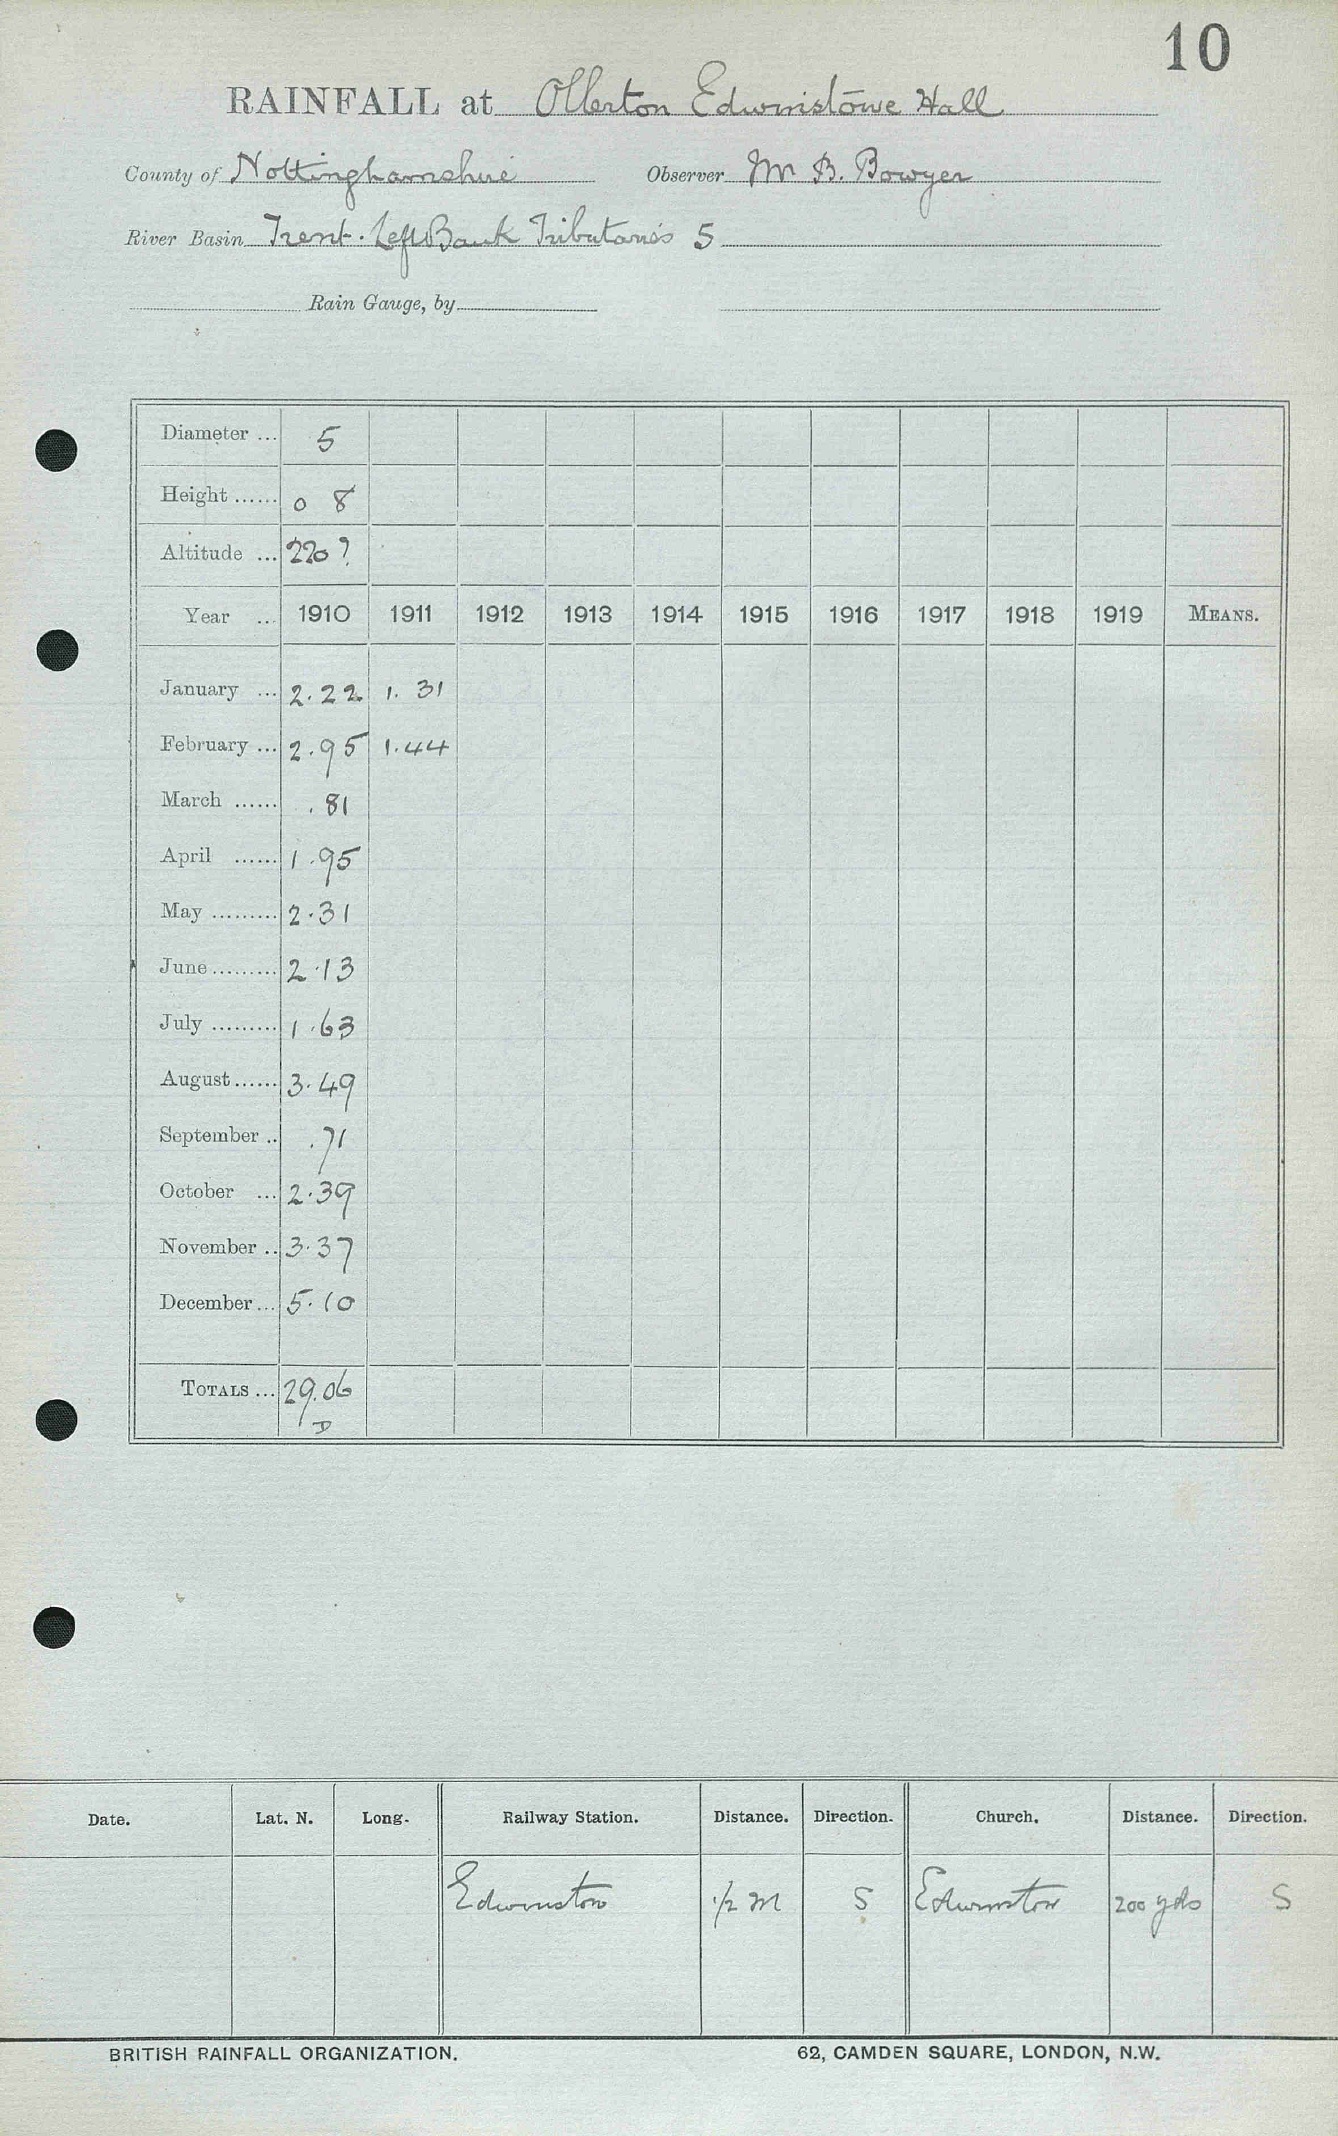 10
RAINFALL at Ollerton Edwinstowe Hall
County of Nottinghamshire Observer Mr B. Bowyer
River Basin Trent. Left Bank Tributaries 5
Rain Gauge, by
Diameter ... 5
Height ...... 0 8
Altitude ... 220?
Year ... 1910 1911 1912 1913 1914 1915 1916 1917 1918 1919 MEANS.
January ... 2.22 1.31
February ... 2.95 1.44
March ...... .81
April ...... 1.95
May ......... 2.31
June ......... 2.13
July ......... 1.63
August ...... 3.49
September .. .71
October ... 2.39
November .. 3.37
December ... 5.10
TOTALS ... 29.06
D
Date. Lat. N. Long. Railway Station. Distance. Direction. Church. Distance. Direction.
Edwinstow 1/2 M S Edwinstow 200 yds S
BRITISH RAINFALL ORGANIZATION. 62, CAMDEN SQUARE, LONDON, N.W.